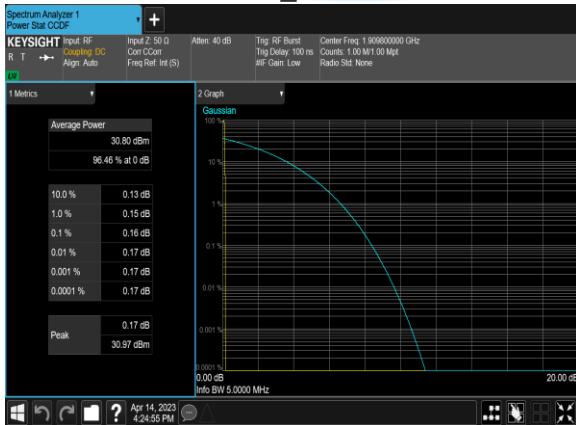 Spectrum Analyzer 1
Power Stat CCDF
+
KEYSIGHT
R T
Input: RF
Coupling: DC
Align: Auto
Input Z: 50 Ω
Corr CCorr
Freq Ref: Int (S)
Atten: 40 dB
Trig: RF Burst
Trig Delay: 100 ns
#IF Gain: Low
Center Freq: 1.909800000 GHz
Counts: 1.00 M/1.00 Mpt
Radio Std: None
1 Metrics
Average Power
30.80 dBm
96.46 % at 0 dB
10.0 % 0.13 dB
1.0 % 0.15 dB
0.1 % 0.16 dB
0.01 % 0.17 dB
0.001 % 0.17 dB
0.0001 % 0.17 dB
Peak
0.17 dB
30.97 dBm
2 Graph
Gaussian
100 %
10 %
1 %
0.1 %
0.01 %
0.001 %
0.0001 %
0.00 dB
20.00 dB
Info BW 5.0000 MHz
?
Apr 14, 2023
4:24:55 PM